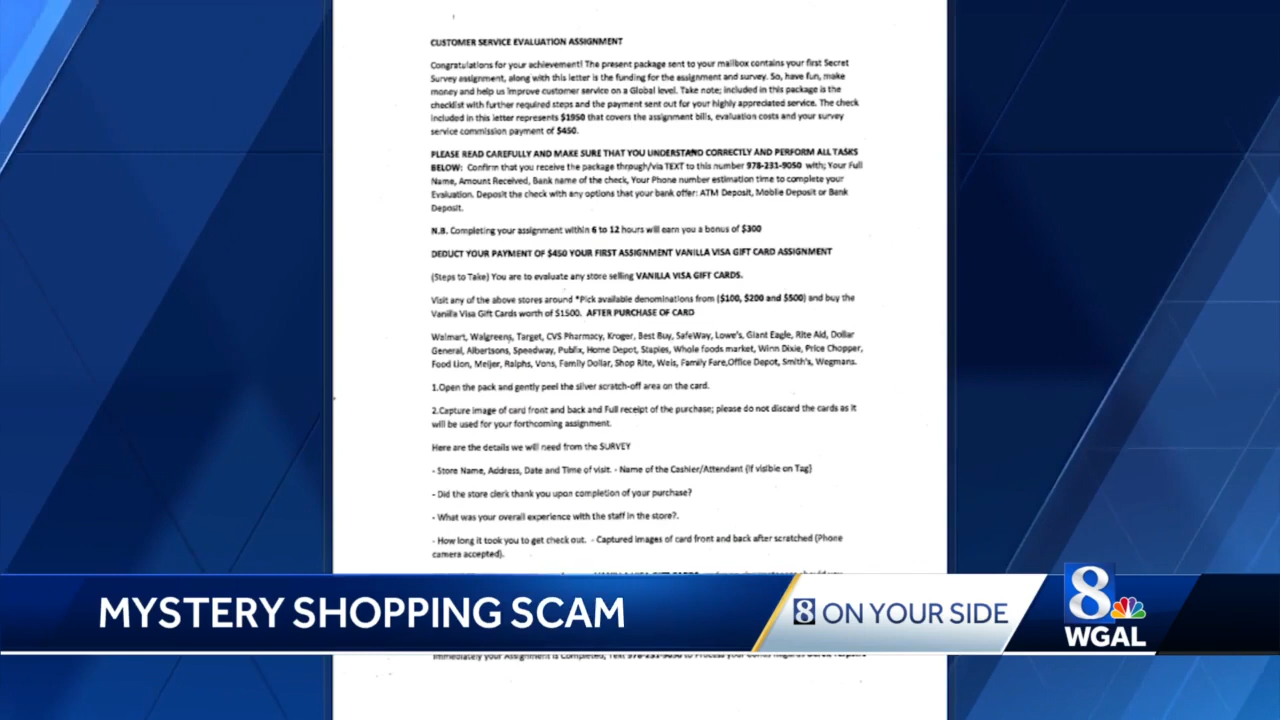 CUSTOMER SERVICE EVALUATION ASSIGNMENT
Congratulations for your achievement! The present package sent to your mailbox contains your first Secret
Survey assignment, along with this letter is the funding for the assignment and survey. So, have fun, make
money and help us improve customer service on a Global level. Take note; included in this package is the
checklist with further required steps and the payment sent out for your highly appreciated service. The check
included in this letter represents $1950 that covers the assignment bills, evaluation costs and your survey
service commission payment of $450.
PLEASE READ CAREFULLY AND MAKE SURE THAT YOU UNDERSTAND CORRECTLY AND PERFORM ALL TASKS
BELOW: Confirm that you receive the package through/via TEXT to this number 978-231-9050 with; Your Full
Name, Amount Received, Bank name of the check, Your Phone number estimation time to complete your
Evaluation. Deposit the check with any options that your bank offer: ATM Deposit, Mobile Deposit or Bank
Deposit.
N.B. Completing your assignment within 6 to 12 hours will earn you a bonus of $300
DEDUCT YOUR PAYMENT OF $450 YOUR FIRST ASSIGNMENT VANILLA VISA GIFT CARD ASSIGNMENT
(Steps to Take) You are to evaluate any store selling VANILLA VISA GIFT CARDS.
Visit any of the above stores around *Pick available denominations from ($100, $200 and $500) and buy the
Vanilla Visa Gift Cards worth of $1500. AFTER PURCHASE OF CARD
Walmart, Walgreens, Target, CVS Pharmacy, Kroger, Best Buy, SafeWay, Lowe's, Giant Eagle, Rite Aid, Dollar
General, Albertsons, Speedway, Publix, Home Depot, Staples, Whole foods market, Winn Dixie, Price Chopper,
Food Lion, Meijer, Ralphs, Vons, Family Dollar, Shop Rite, Weis, Family Fare,Office Depot, Smith's, Wegmans.
1.Open the pack and gently peel the silver scratch-off area on the card.
2.Capture image of card front and back and Full receipt of the purchase; please do not discard the cards as it
will be used for your forthcoming assignment.
Here are the details we will need from the SURVEY
- Store Name, Address, Date and Time of visit. - Name of the Cashier/Attendant (If visible on Tag)
- Did the store clerk thank you upon completion of your purchase?
- What was your overall experience with the staff in the store?.
- How long it took you to get check out. - Captured images of card front and back after scratched (Phone
camera accepted).
MYSTERY SHOPPING SCAM
8 ON YOUR SIDE
8
WGAL
Immediately your Assignment is Completed, Text 978-231-9050 to Process your